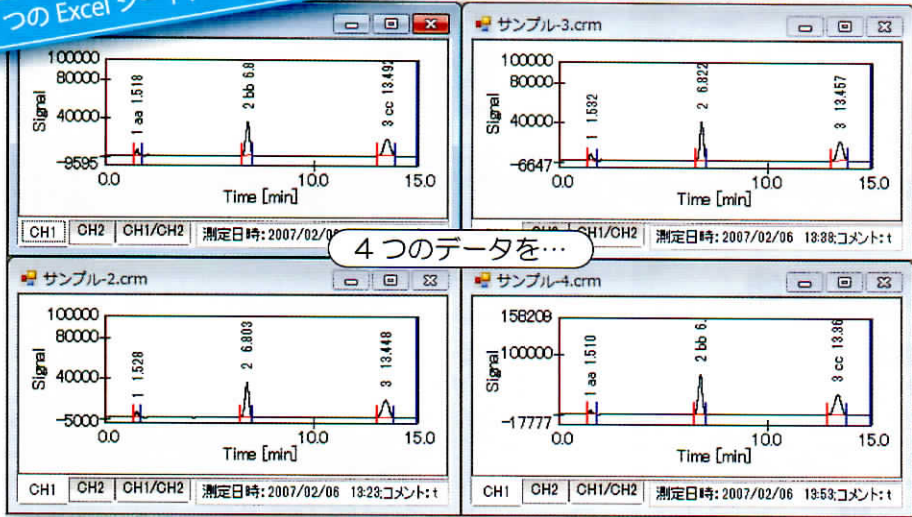 つの Excel シー
サンプル-3.crm
100000
80000
40000
-9595
Signal
1 aa 1.518
2 bb 6.8
3 cc 13.492
0.0
10.0
15.0
Time [min]
CH1
CH2
CH1/CH2
測定日時:2007/02/0
100000
80000
40000
-6647
Signal
1 1.532
2 6.822
3 13.457
0.0
10.0
15.0
Time [min]
CH1/CH2
測定日時:2007/02/06 13:38;コメント:t
4つのデータを…
サンプル-2.crm
100000
80000
40000
-5000
Signal
1 1.528
2 6.803
3 13.448
0.0
10.0
15.0
Time [min]
CH1
CH2
CH1/CH2
測定日時:2007/02/06 13:23;コメント:t
サンプル-4.crm
158208
100000
-17777
Signal
1 aa 1.510
2 bb 6.
3 cc 13.36
0.0
10.0
15.0
Time [min]
CH1
CH2
CH1/CH2
測定日時:2007/02/06 13:53;コメント:t